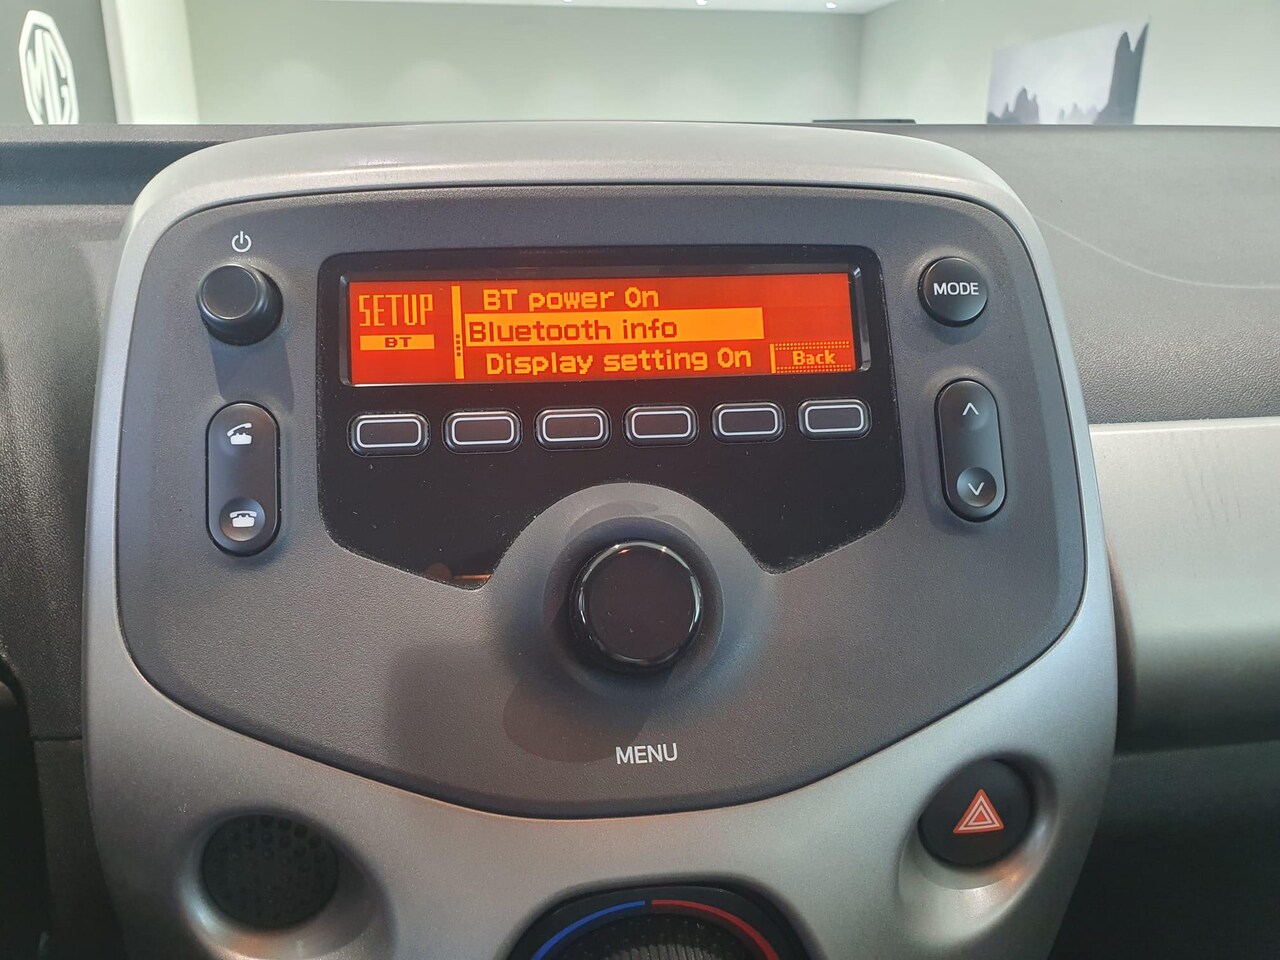 MG
MODE
SETUP
BT
BT power On
Bluetooth info
Display setting On
Back
MENU